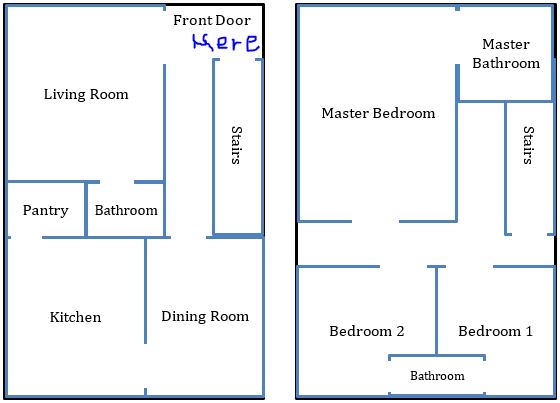 Front Door
Here
Living Room
Stairs
Pantry
Bathroom
Kitchen
Dining Room
Master
Bathroom
Master Bedroom
Stairs
Bedroom 2
Bedroom 1
Bathroom